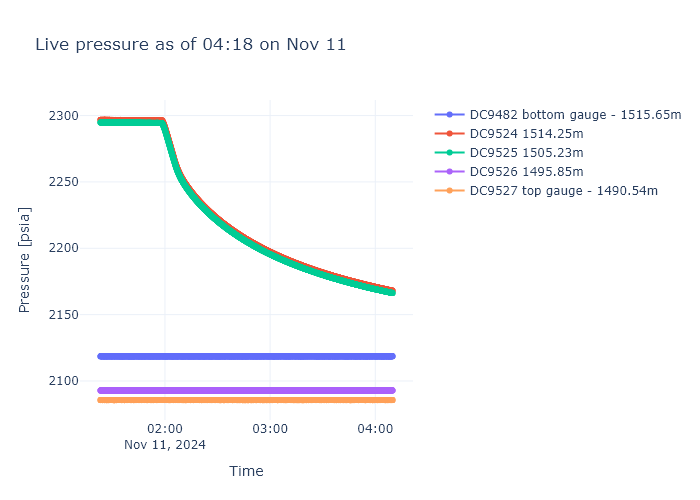 Live pressure as of 04:18 on Nov 11
Pressure [psia]
2300
2250
2200
2150
2100
02:00
03:00
04:00
Nov 11, 2024
Time
DC9482 bottom gauge - 1515.65m
DC9524 1514.25m
DC9525 1505.23m
DC9526 1495.85m
DC9527 top gauge - 1490.54m